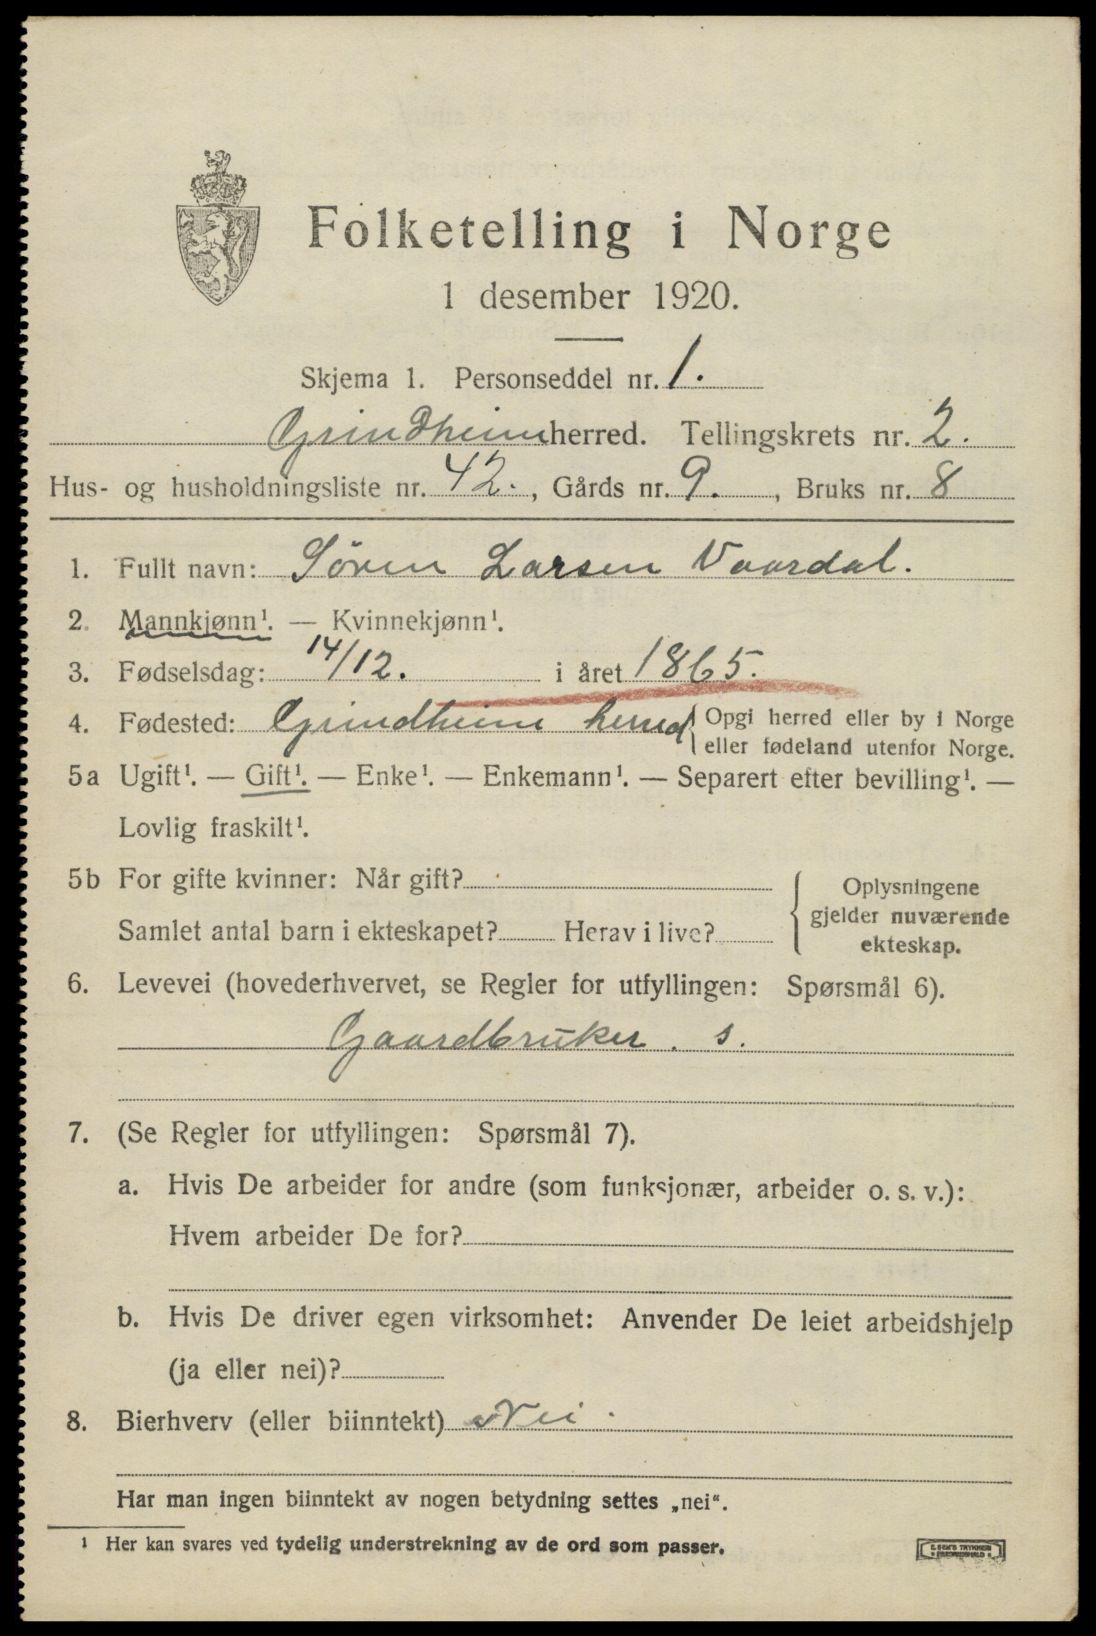 Folketelling i Norge
1 desember 1920.
Skjema 1. Personseddel nr. 1.
Grindheim herred. Tellingskrets nr. 2.
Hus- og husholdningsliste nr. 42., Gårds nr. 9., Bruks nr. 8
1. Fullt navn: Søren Larsen Vaardal.
2. Mannkjønn¹. — Kvinnekjønn¹.
3. Fødselsdag: 14/12. i året 1865.
4. Fødested: Grindheim herred { Opgi herred eller by i Norge
eller fødeland utenfor Norge.
5a Ugift¹. — Gift¹. — Enke¹. — Enkemann¹. — Separert efter bevilling¹. —
Lovlig fraskilt¹.
5b For gifte kvinner: Når gift?
Samlet antal barn i ekteskapet? Herav i live?
{ Oplysningene
gjelder nuværende
ekteskap.
6. Levevei (hovederhvervet, se Regler for utfyllingen: Spørsmål 6).
Gaardbruker. s.
7. (Se Regler for utfyllingen: Spørsmål 7).
a. Hvis De arbeider for andre (som funksjonær, arbeider o. s. v.):
Hvem arbeider De for?
b. Hvis De driver egen virksomhet: Anvender De leiet arbeidshjelp
(ja eller nei)?
8. Bierhverv (eller biinntekt) Nei.
Har man ingen biinntekt av nogen betydning settes „nei“.
¹ Her kan svares ved tydelig understrekning av de ord som passer.